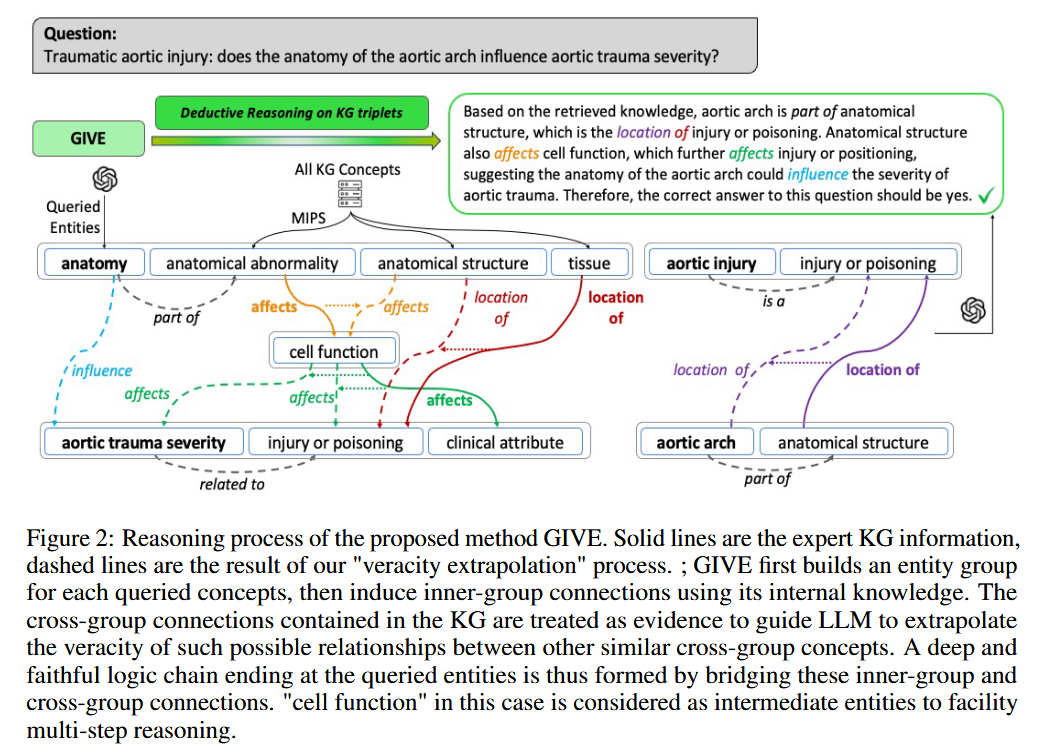 Question:
Traumatic aortic injury: does the anatomy of the aortic arch influence aortic trauma severity?
Deductive Reasoning on KG triplets
GIVE
Based on the retrieved knowledge, aortic arch is part of anatomical
structure, which is the location of injury or poisoning. Anatomical structure
also affects cell function, which further affects injury or positioning,
suggesting the anatomy of the aortic arch could influence the severity of
aortic trauma. Therefore, the correct answer to this question should be yes.
All KG Concepts
Queried
Entities
MIPS
anatomy
anatomical abnormality
anatomical structure
tissue
aortic injury
injury or poisoning
part of
affects
affects
location
of
location
of
is a
cell function
influence
affects
affects
affects
location of
location of
aortic trauma severity
injury or poisoning
clinical attribute
aortic arch
anatomical structure
related to
part of
Figure 2: Reasoning process of the proposed method GIVE. Solid lines are the expert KG information,
dashed lines are the result of our "veracity extrapolation" process. ; GIVE first builds an entity group
for each queried concepts, then induce inner-group connections using its internal knowledge. The
cross-group connections contained in the KG are treated as evidence to guide LLM to extrapolate
the veracity of such possible relationships between other similar cross-group concepts. A deep and
faithful logic chain ending at the queried entities is thus formed by bridging these inner-group and
cross-group connections. "cell function" in this case is considered as intermediate entities to facility
multi-step reasoning.